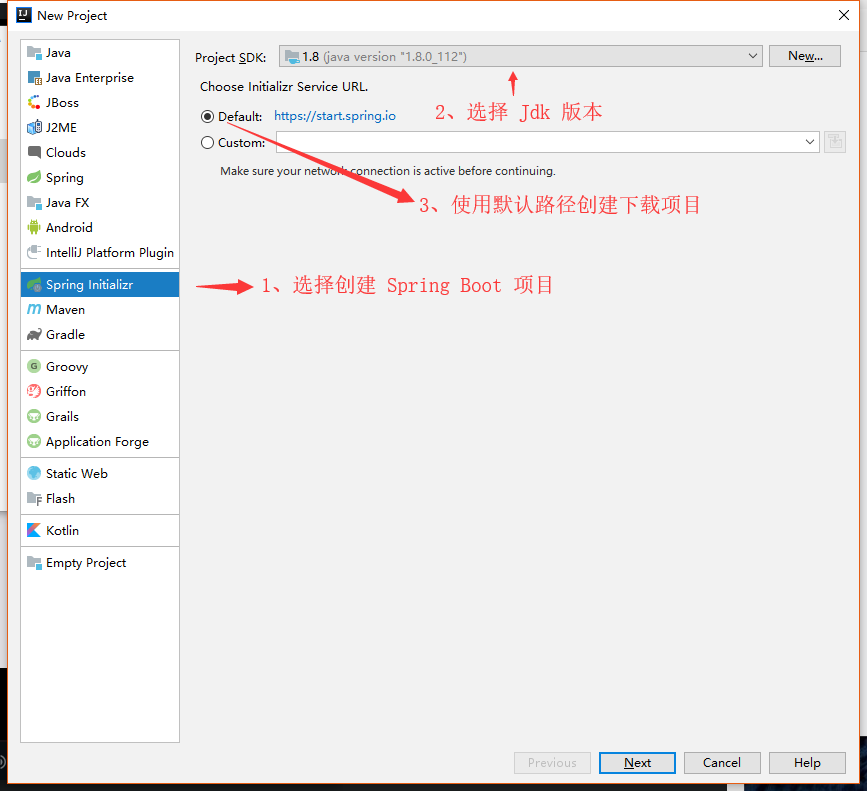 New Project
Java
Java Enterprise
JBoss
J2ME
Clouds
Spring
Java FX
Android
IntelliJ Platform Plugin
Spring Initializr
Maven
Gradle
Groovy
Griffon
Grails
Application Forge
Static Web
Flash
Kotlin
Empty Project
Project SDK: 1.8 (java version "1.8.0_112") New...
Choose Initializr Service URL.
2、选择 Jdk 版本
Default: https://start.spring.io
Custom:
Make sure your network connection is active before continuing.
3、使用默认路径创建下载项目
1、选择创建 Spring Boot 项目
Previous Next Cancel Help